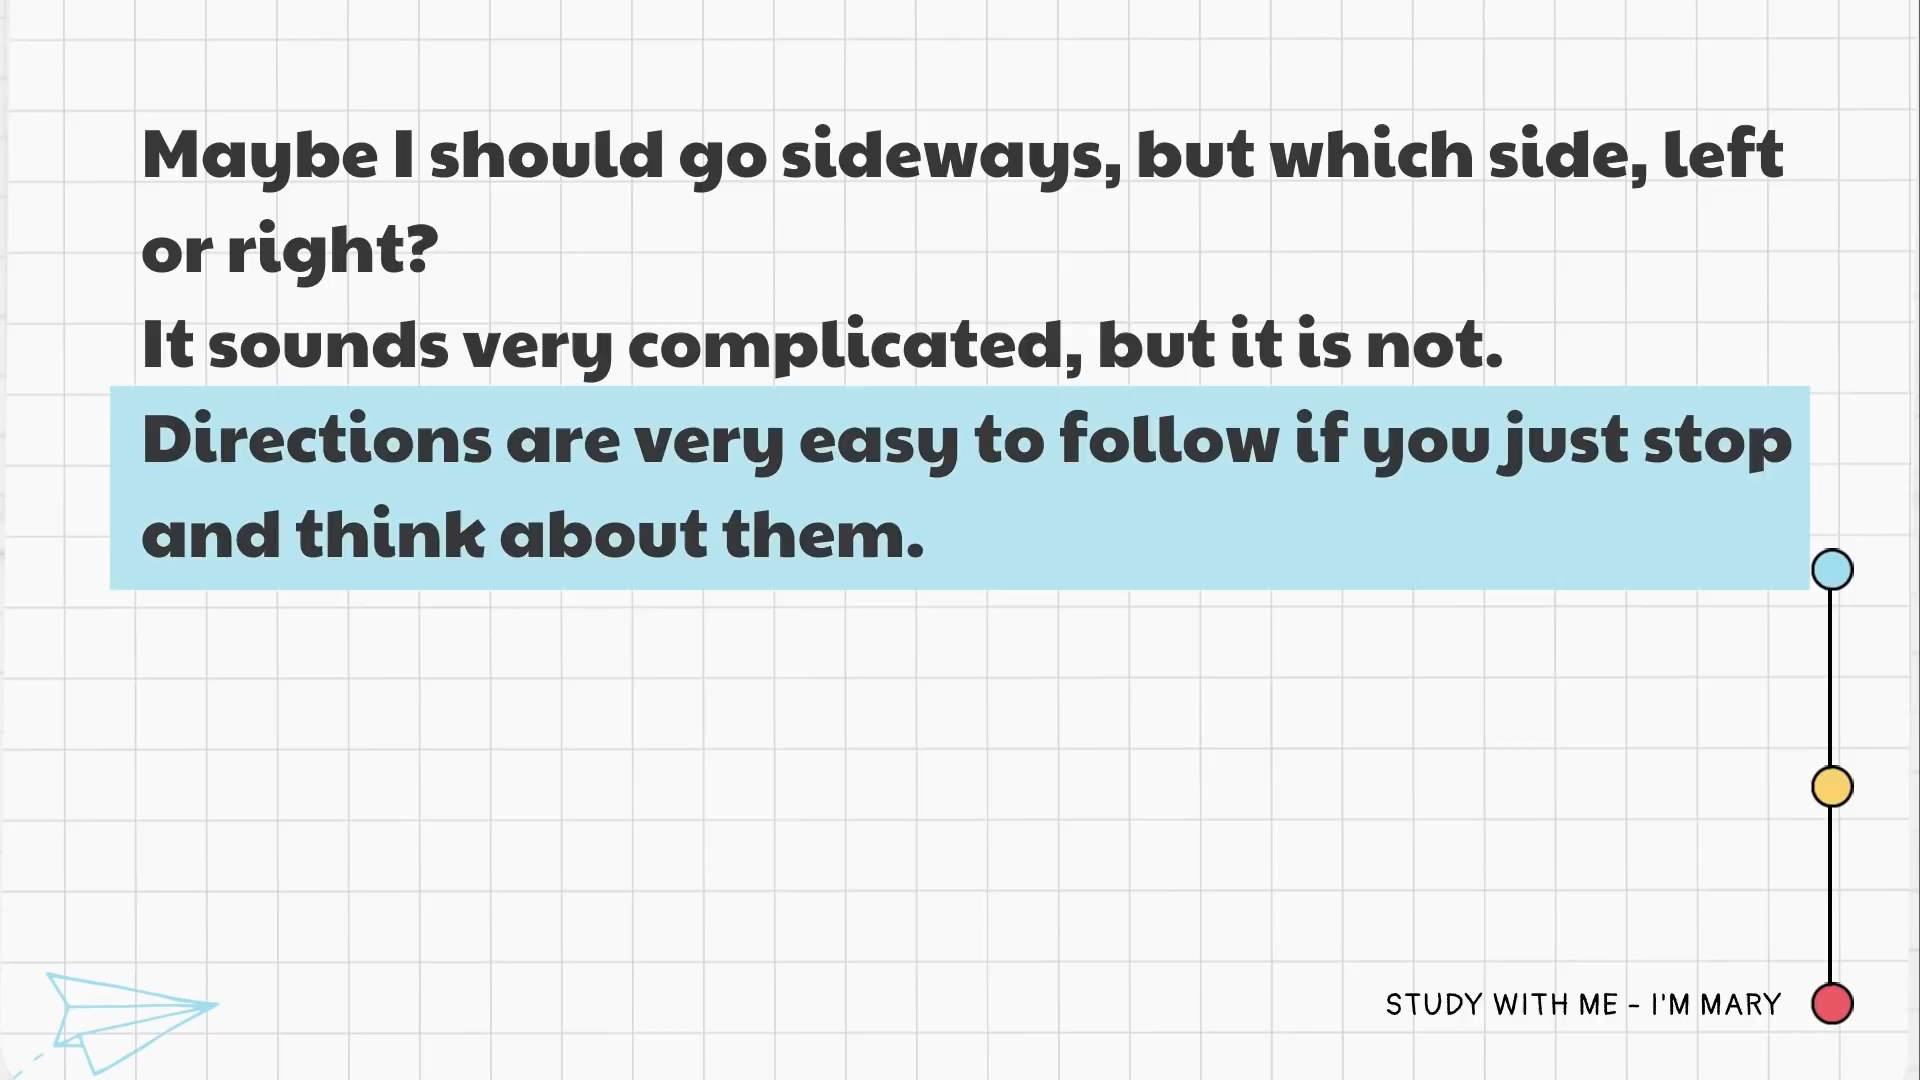 Maybe I should go sideways, but which side, left
or right?
It sounds very complicated, but it is not.
Directions are very easy to follow if you just stop
and think about them.
STUDY WITH ME - I'M MARY